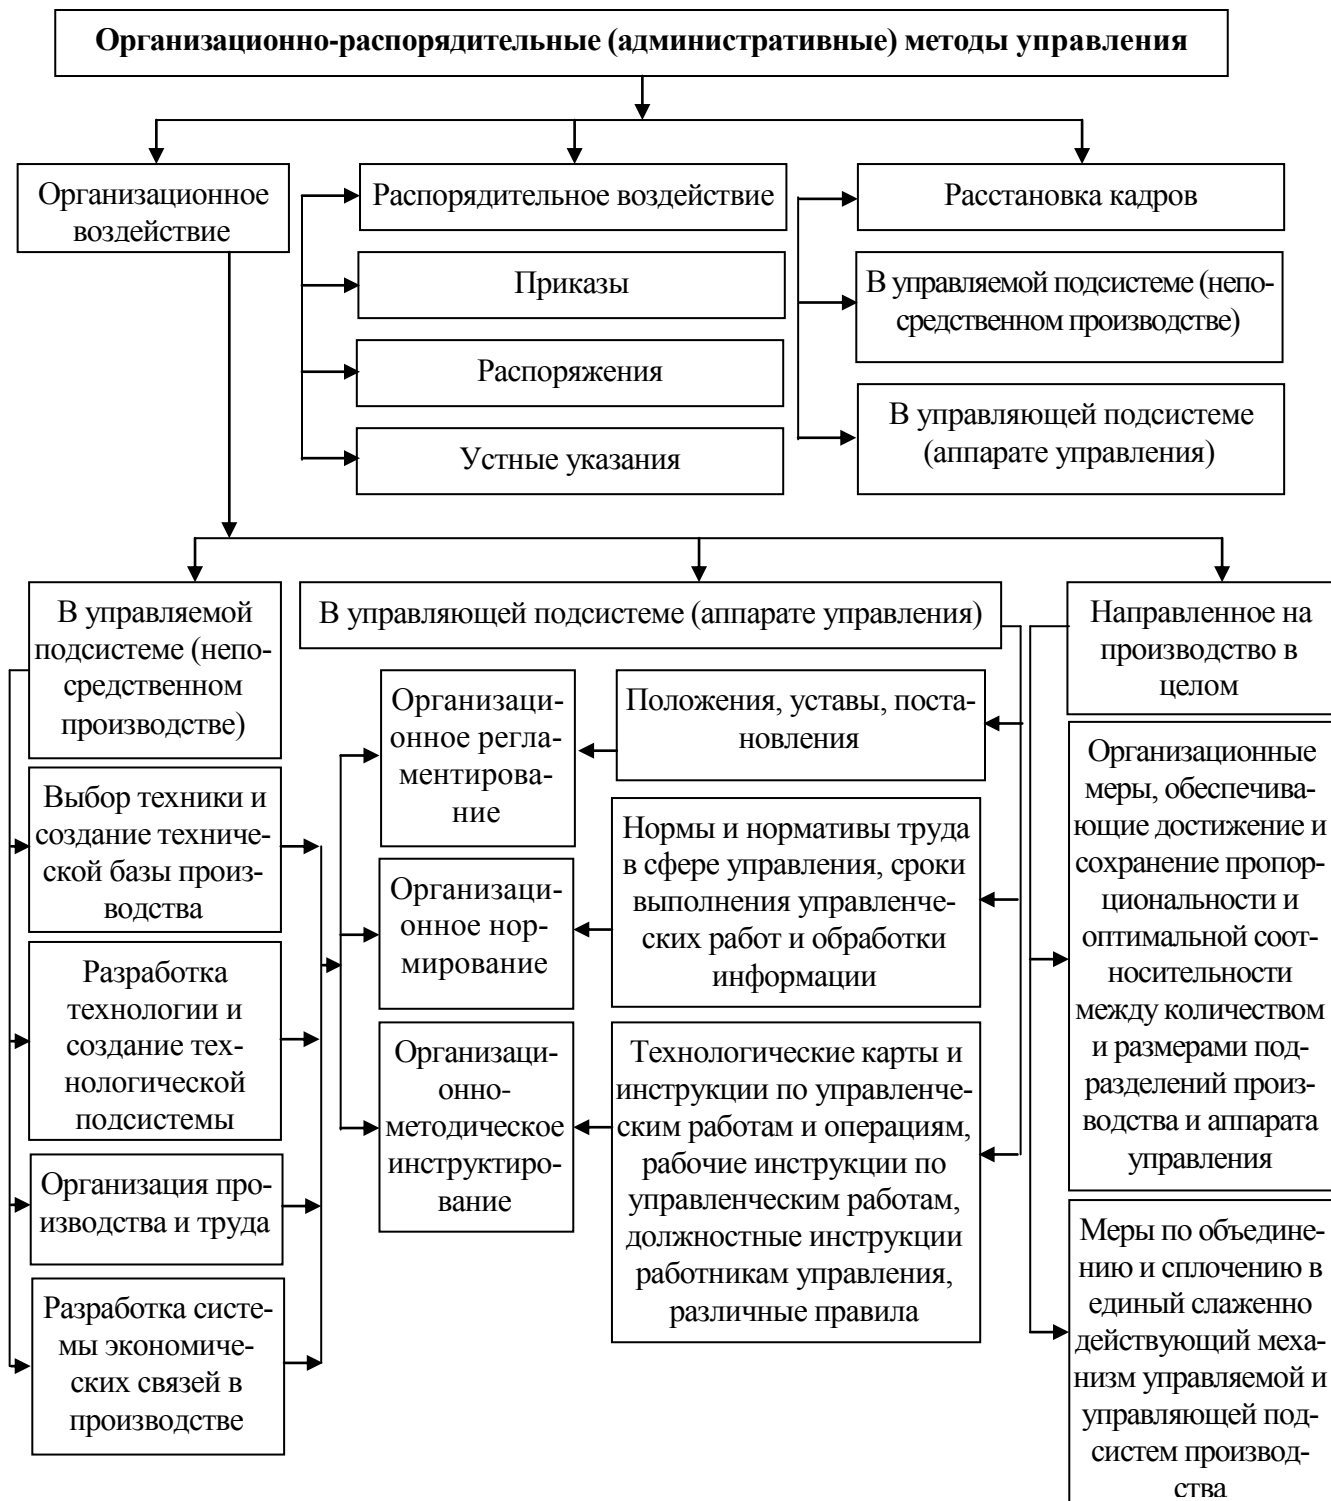 Организационно-распорядительные (административные) методы управления
Организационное
воздействие
Распорядительное воздействие
Приказы
Распоряжения
Устные указания
Расстановка кадров
В управляемой подсистеме (непо-
средственном производстве)
В управляющей подсистеме
(аппарате управления)
В управляемой
подсистеме (непо-
средственном
производстве)
Выбор техники и
создание техниче-
ской базы произ-
водства
Разработка
технологии и
создание тех-
нологической
подсистемы
Организация про-
изводства и труда
Разработка систе-
мы экономиче-
ских связей в
производстве
В управляющей подсистеме (аппарате управления)
Организаци-
онное регла-
ментирова-
ние
Организаци-
онное нор-
мирование
Организаци-
онно-
методическое
инструктиро-
вание
Положения, уставы, поста-
новления
Нормы и нормативы труда
в сфере управления, сроки
выполнения управленче-
ских работ и обработки
информации
Технологические карты и
инструкции по управленче-
ским работам и операциям,
рабочие инструкции по
управленческим работам,
должностные инструкции
работникам управления,
различные правила
Направленное на
производство в
целом
Организационные
меры, обеспечива-
ющие достижение и
сохранение пропор-
циональности и
оптимальной соот-
носительности
между количеством
и размерами под-
разделений произ-
водства и аппарата
управления
Меры по объедине-
нию и сплочению в
единый слаженно
действующий меха-
низм управляемой и
управляющей под-
систем производ-
ства